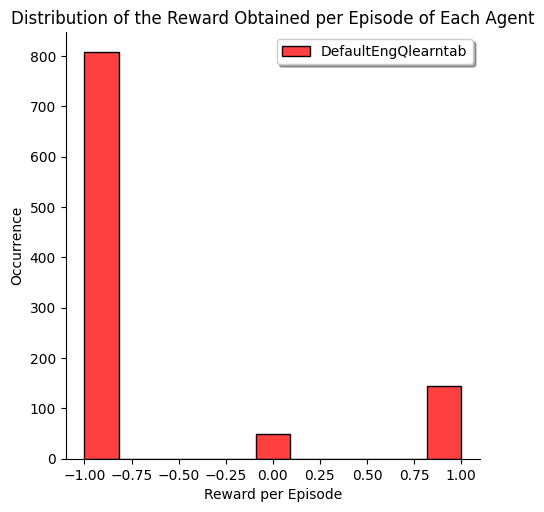 Distribution of the Reward Obtained per Episode of Each Agent
DefaultEngQlearntab
800
700
600
500
400
300
200
100
0
Occurrence
−1.00 −0.75 −0.50 −0.25 0.00 0.25 0.50 0.75 1.00
Reward per Episode